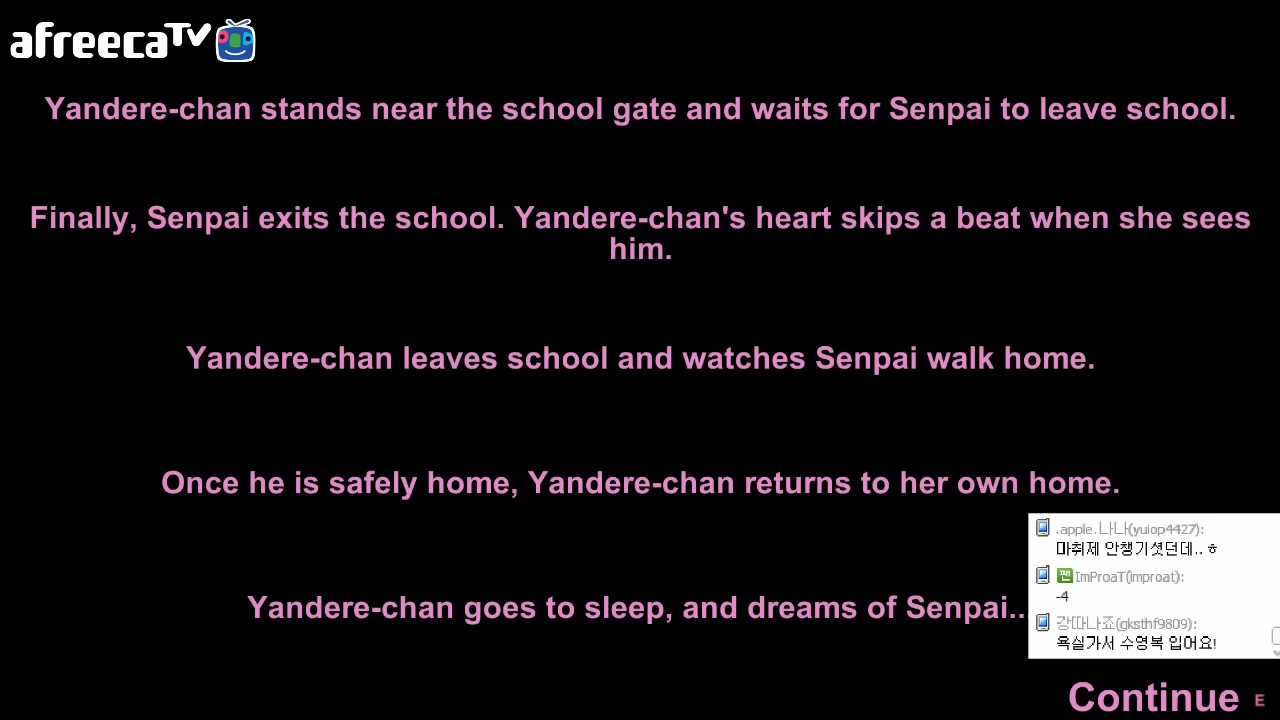 afreecaTV
Yandere-chan stands near the school gate and waits for Senpai to leave school.
Finally, Senpai exits the school. Yandere-chan's heart skips a beat when she sees
him.
Yandere-chan leaves school and watches Senpai walk home.
Once he is safely home, Yandere-chan returns to her own home.
Yandere-chan goes to sleep, and dreams of Senpai..
.apple.나나(yuiop4427):
마취제 안챙기셧던데.. ㅎ
팬 ImProaT(improat):
-4
강따나죠(gksthf9809):
욕실가서 수영복 입어요!
Continue E